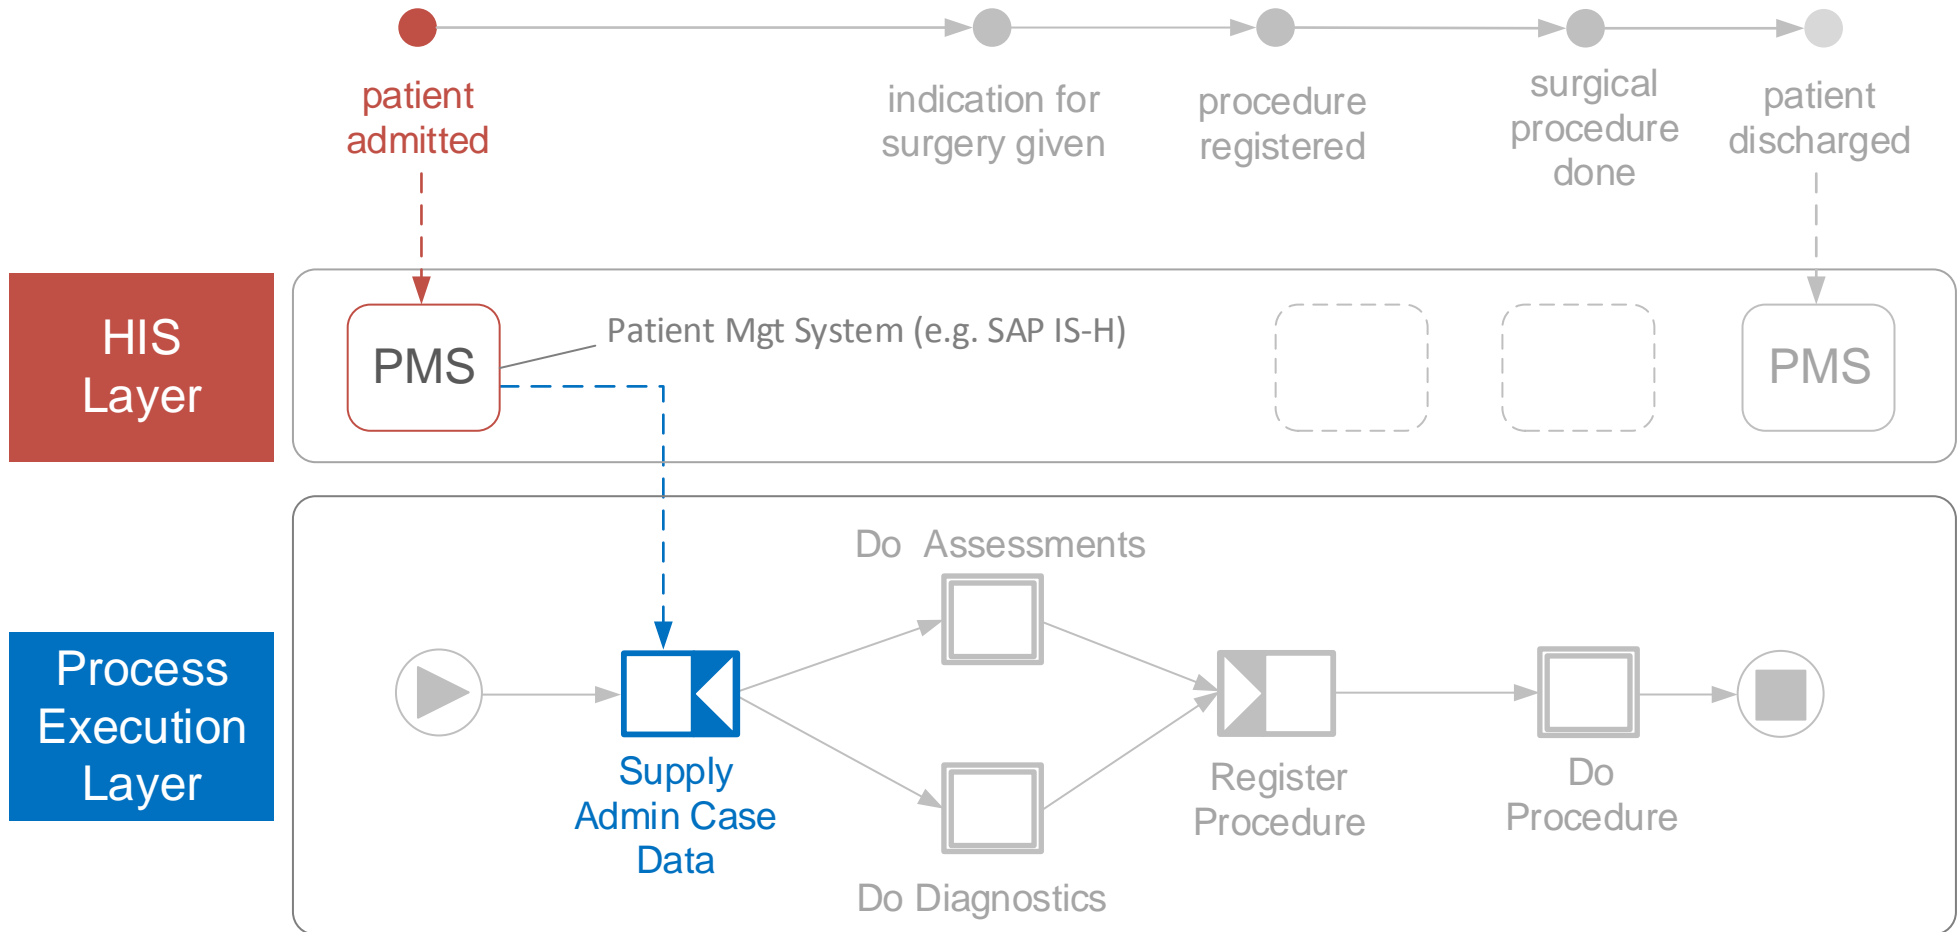 patient
admitted
indication for
surgery given
procedure
registered
surgical
procedure
done
patient
discharged
HIS
Layer
PMS
Patient Mgt System (e.g. SAP IS-H)
PMS
Process
Execution
Layer
Do Assessments
Supply
Admin Case
Data
Do Diagnostics
Register
Procedure
Do
Procedure